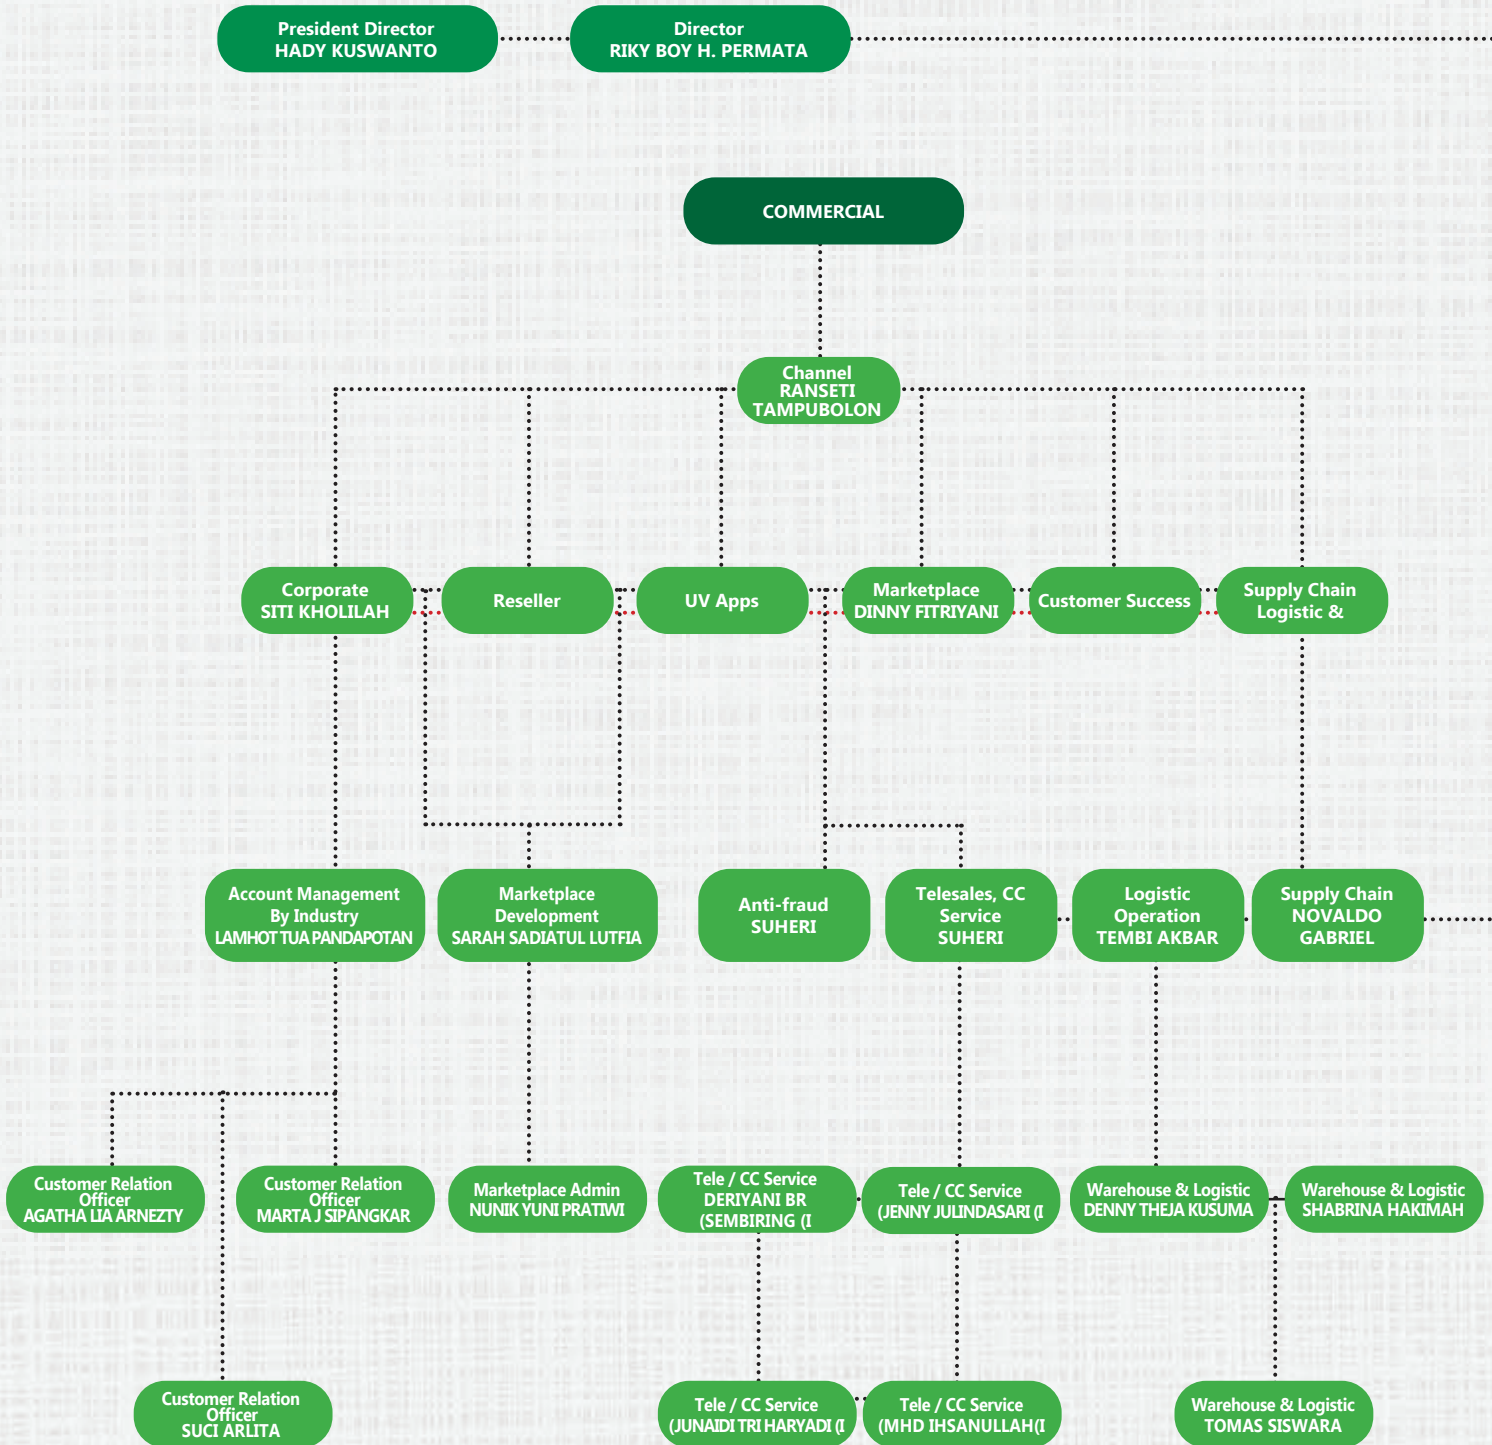 President Director
HADY KUSWANTO
Director
RIKY BOY H. PERMATA
COMMERCIAL
Channel
RANSETI
TAMPUBOLON
Corporate
SITI KHOLILAH
Reseller
UV Apps
Marketplace
DINNY FITRIYANI
Customer Success
Supply Chain
Logistic &
Account Management
By Industry
LAMHOT TUA PANDAPOTAN
Marketplace
Development
SARAH SADIATUL LUTFIA
Anti-fraud
SUHERI
Telesales, CC
Service
SUHERI
Logistic
Operation
TEMBI AKBAR
Supply Chain
NOVALDO
GABRIEL
Customer Relation
Officer
AGATHA LIA ARNEZTY
Customer Relation
Officer
MARTA J SIPANGKAR
Marketplace Admin
NUNIK YUNI PRATIWI
Tele / CC Service
DERIYANI BR
(SEMBIRING (I
Tele / CC Service
(JENNY JULINDASARI (I
Warehouse & Logistic
DENNY THEJA KUSUMA
Warehouse & Logistic
SHABRINA HAKIMAH
Customer Relation
Officer
SUCI ARLITA
Tele / CC Service
(JUNAIDI TRI HARYADI (I
Tele / CC Service
(MHD IHSANULLAH(I
Warehouse & Logistic
TOMAS SISWARA